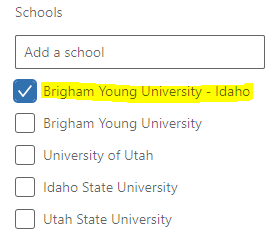 Schools
Add a school
Brigham Young University - Idaho
Brigham Young University
University of Utah
Idaho State University
Utah State University